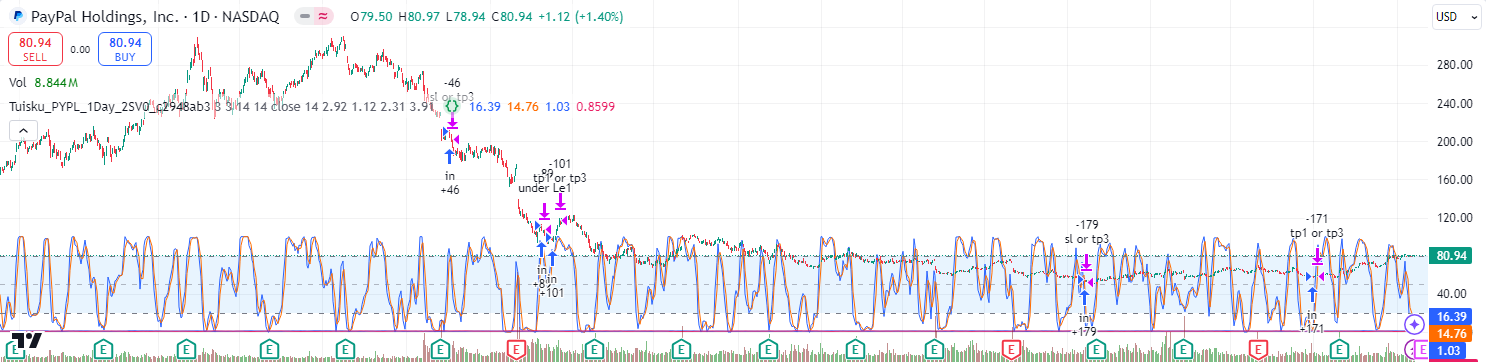 PayPal Holdings, Inc. · 1D · NASDAQ O79.50 H80.97 L78.94 C80.94 +1.12 (+1.40%)
USD
80.94 SELL
0.00
80.94 BUY
Vol 8.844M
Tuisku_PYPL_1Day_2SV0_c2948ab3 3 3 14 14 close 14 2.92 1.12 2.31 3.91 16.39 14.76 1.03 0.8599
280.00
240.00
200.00
160.00
120.00
80.94
40.00
16.39
14.76
1.03
-46
sl or tp3
in
+46
-101
tp1 or tp3
under Le1
in
in
+101
-179
sl or tp3
in
+179
-171
tp1 or tp3
in
+171
E E E E E E E E E E E E E E E E E